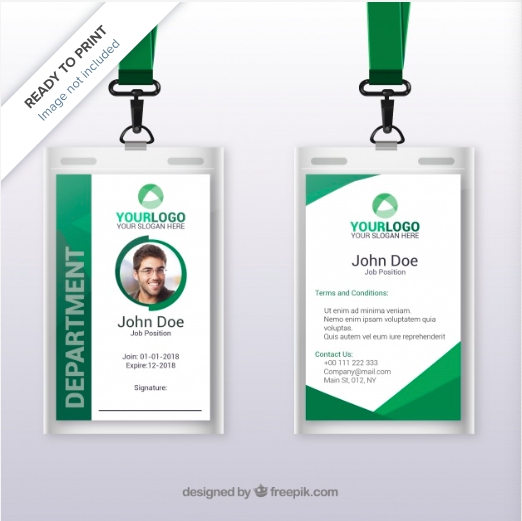 READY TO PRINT
Image not included
DEPARTMENT
YOURLOGO
YOUR SLOGAN HERE
John Doe
Job Position
Join: 01-01-2018
Expire:12-2018
Signature:
YOURLOGO
YOUR SLOGAN HERE
John Doe
Job Position
Terms and Conditions:
Ut enim ad minima veniam.
Nemo enim ipsum voluptatem quia
voluptas.
Quis autem vel eum iure reprehenderit
Contact Us:
+00 111 222 333
Company@mail.com
Main St, 012, NY
designed by freepik.com